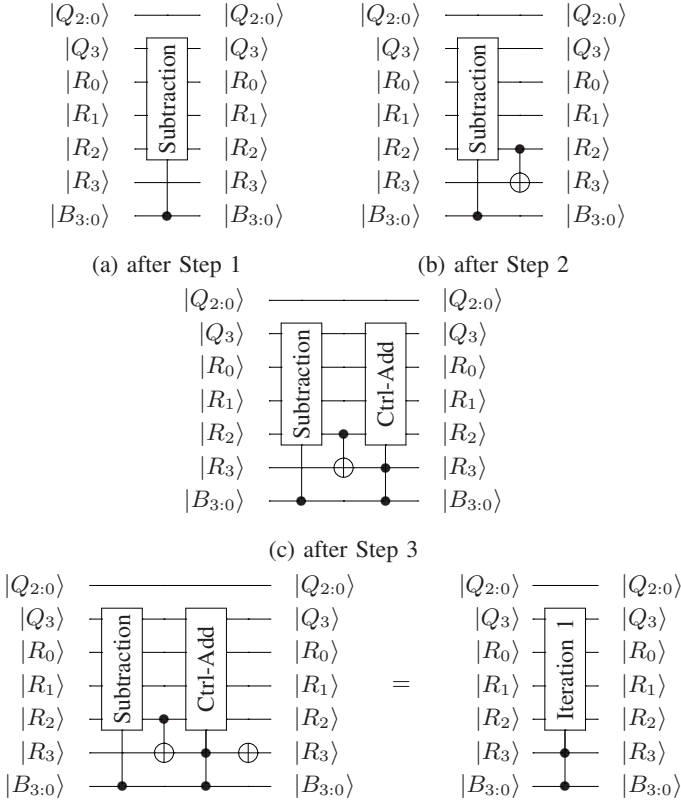 |Q2:0⟩ |Q2:0⟩ |Q2:0⟩ |Q2:0⟩
|Q3⟩ |Q3⟩ |Q3⟩ |Q3⟩
|R0⟩ |R0⟩ |R0⟩ |R0⟩
|R1⟩ |R1⟩ |R1⟩ |R1⟩
|R2⟩ |R2⟩ |R2⟩ |R2⟩
|R3⟩ |R3⟩ |R3⟩ |R3⟩
|B3:0⟩ |B3:0⟩ |B3:0⟩ |B3:0⟩
Subtraction
Subtraction
(a) after Step 1 (b) after Step 2
|Q2:0⟩ |Q2:0⟩
|Q3⟩ |Q3⟩
|R0⟩ |R0⟩
|R1⟩ |R1⟩
|R2⟩ |R2⟩
|R3⟩ |R3⟩
|B3:0⟩ |B3:0⟩
Subtraction
Ctrl-Add
(c) after Step 3
|Q2:0⟩ |Q2:0⟩ |Q2:0⟩ |Q2:0⟩
|Q3⟩ |Q3⟩ |Q3⟩ |Q3⟩
|R0⟩ |R0⟩ |R0⟩ |R0⟩
|R1⟩ |R1⟩ = |R1⟩ |R1⟩
|R2⟩ |R2⟩ |R2⟩ |R2⟩
|R3⟩ |R3⟩ |R3⟩ |R3⟩
|B3:0⟩ |B3:0⟩ |B3:0⟩ |B3:0⟩
Subtraction
Ctrl-Add
Iteration 1